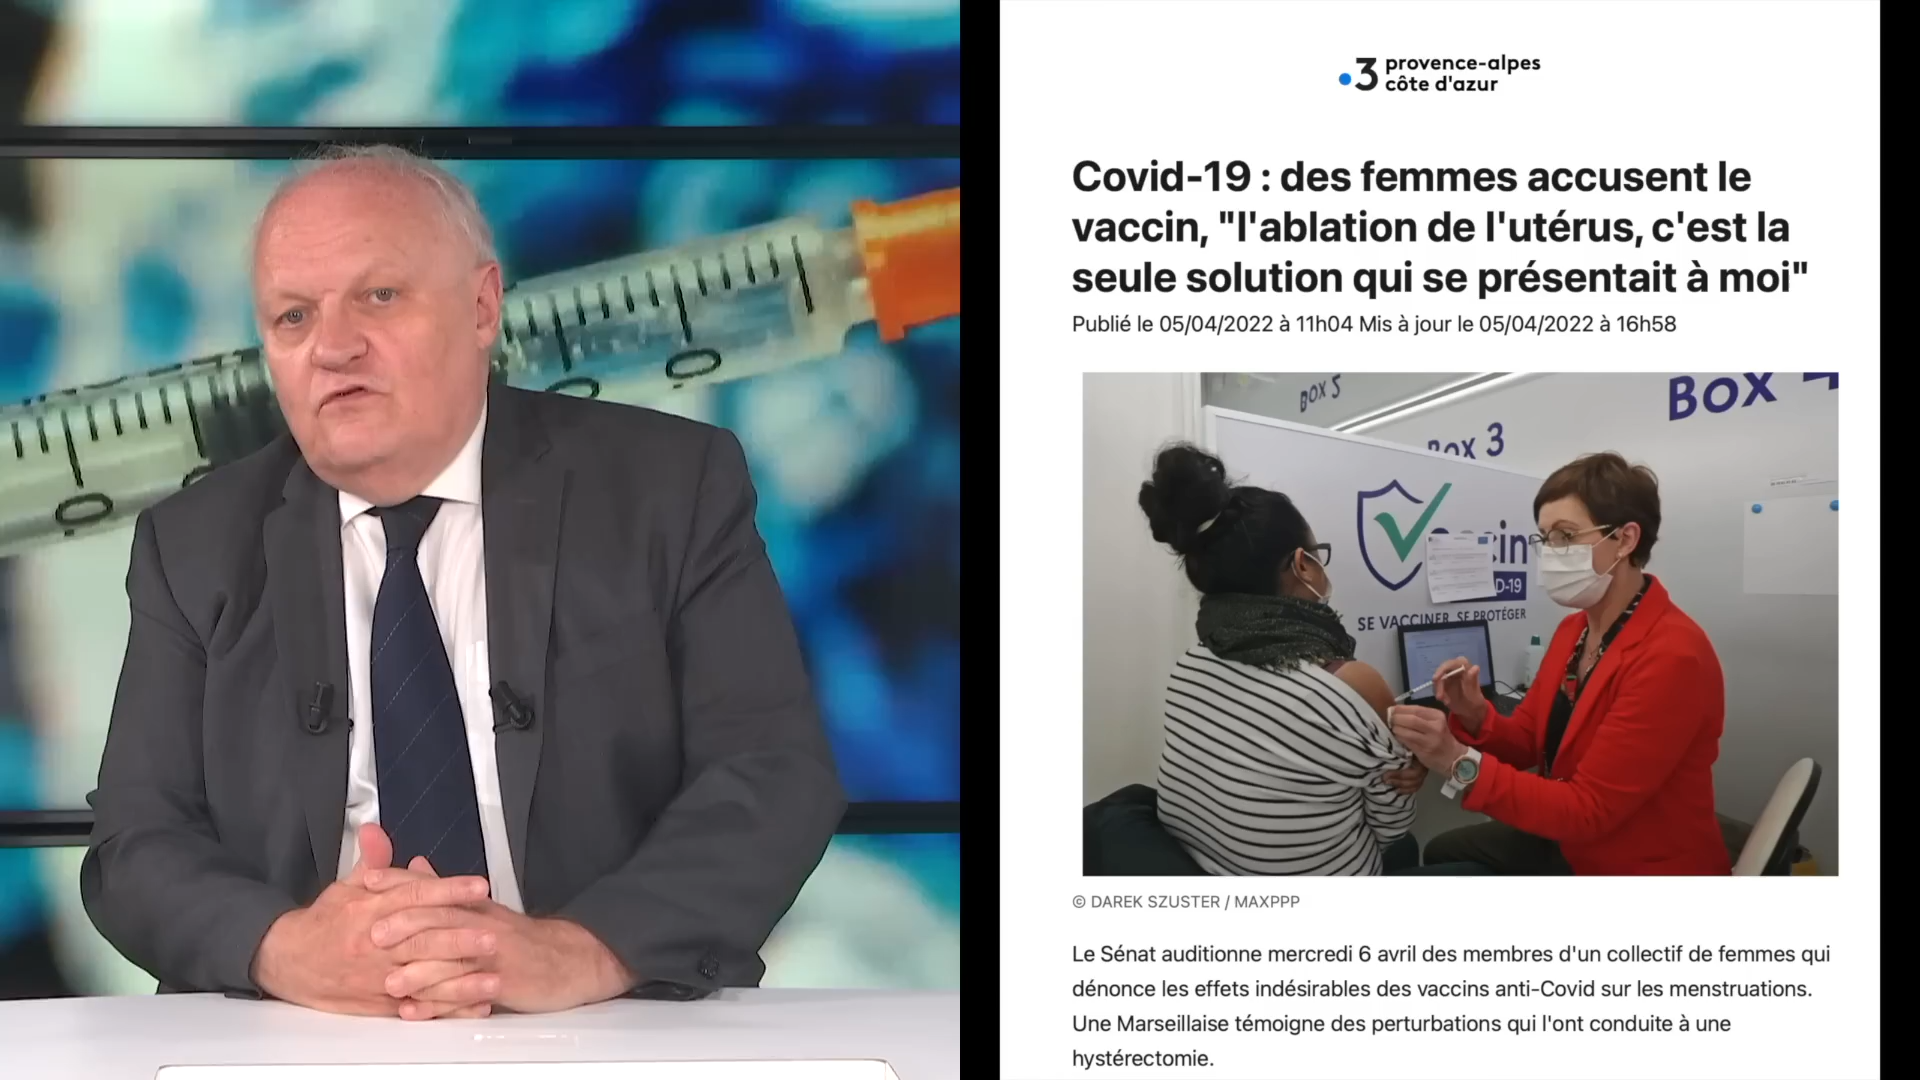 3 provence-alpes
côte d'azur
Covid-19 : des femmes accusent le
vaccin, "l'ablation de l'utérus, c'est la
seule solution qui se présentait à moi"
Publié le 05/04/2022 à 11h04 Mis à jour le 05/04/2022 à 16h58
BOX 5
BOX 4
BOX 3
D-19
SE VACCINER, SE PROTÉGER
© DAREK SZUSTER / MAXPPP
Le Sénat auditionne mercredi 6 avril des membres d'un collectif de femmes qui
dénonce les effets indésirables des vaccins anti-Covid sur les menstruations.
Une Marseillaise témoigne des perturbations qui l'ont conduite à une
hystérectomie.